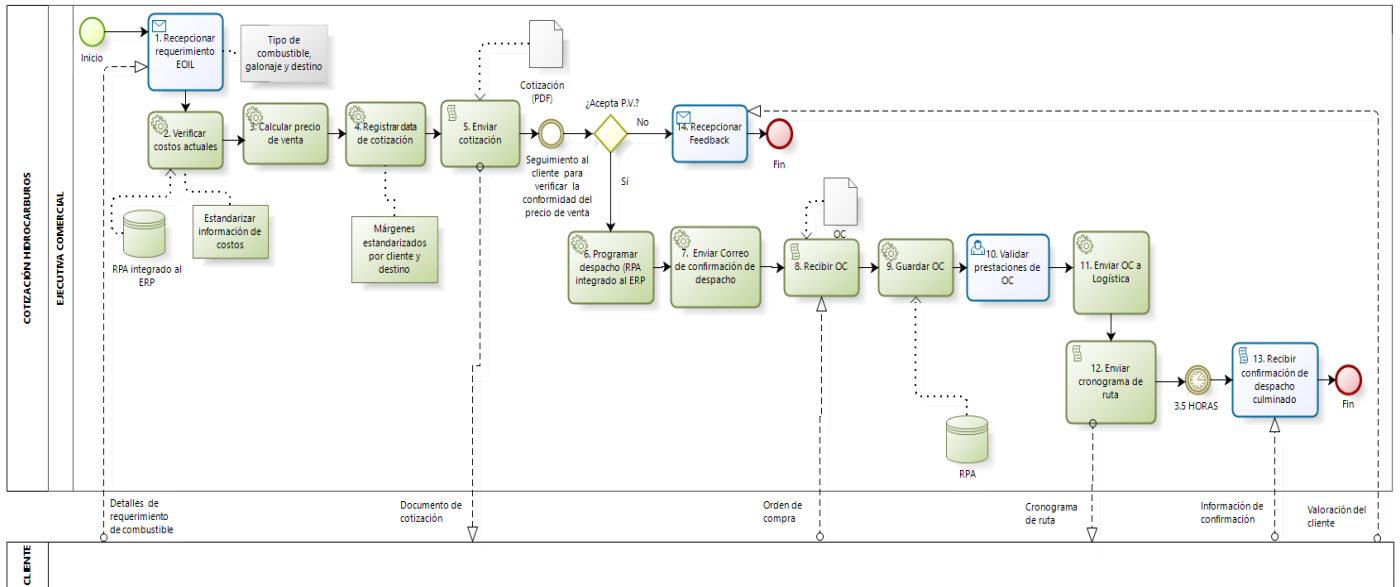 COTIZACIÓN HIDROCARBUROS
EJECUTIVA COMERCIAL
Inicio
1. Recepcionar
requerimiento
EOIL
Tipo de
combustible,
galonaje y destino
2. Verificar
costos actuales
3. Calcular precio
de venta
4. Registrar data
de cotización
5. Enviar
cotización
Cotización
(PDF)
Seguimiento al
cliente para
verificar la
conformidad del
precio de venta
¿Acepta P.V.?
No
Sí
14. Recepcionar
Feedback
Fin
RPA integrado al
ERP
Estandarizar
información de
costos
Márgenes
estandarizados
por cliente y
destino
6. Programar
despacho (RPA
integrado al ERP
7. Enviar Correo
de confirmación de
despacho
OC
8. Recibir OC
9. Guardar OC
10. Validar
prestaciones de
OC
11. Enviar OC a
Logística
RPA
12. Enviar
cronograma de
ruta
3.5 HORAS
13. Recibir
confirmación de
despacho
culminado
Fin
Detalles de
requerimiento
de combustible
Documento de
cotización
Orden de
compra
Cronograma
de ruta
Información de
confirmación
Valoración del
cliente
CLIENTE